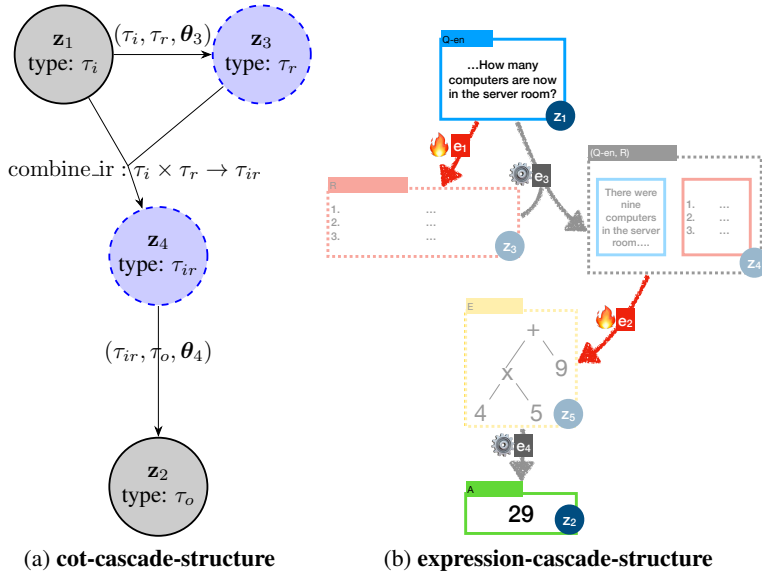 z₁
type: τᵢ
(τᵢ, τᵣ, θ₃)
z₃
type: τᵣ
combine_ir : τᵢ × τᵣ → τᵢᵣ
z₄
type: τᵢᵣ
(τᵢᵣ, τₒ, θ₄)
z₂
type: τₒ
(a) cot-cascade-structure
Q-en
...How many
computers are now
in the server room?
z₁
e₁
e₃
R
1. ...
2. ...
3. ...
z₃
(Q-en, R)
There were
nine
computers
in the server
room....
1. ...
2. ...
3. ...
z₄
e₂
E
+
x 9
4 5
z₅
e₄
A
29
z₂
(b) expression-cascade-structure